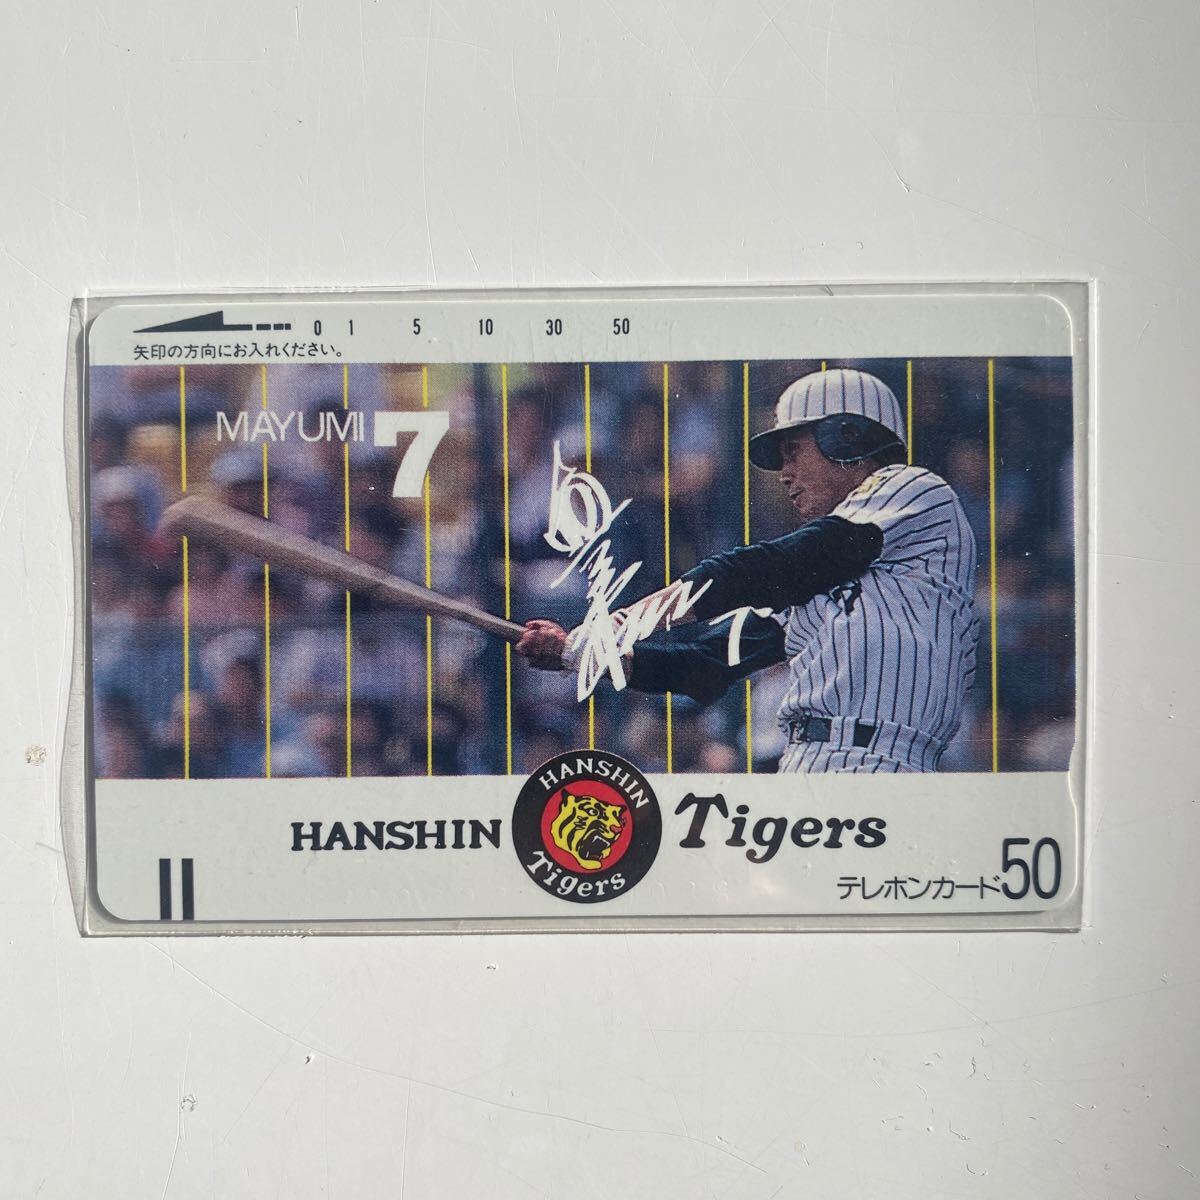 0 1 5 10 30 50
矢印の方向にお入れください。
MAYUMI 7
7
HANSHIN
HANSHIN
Tigers
Tigers
テレホンカード50